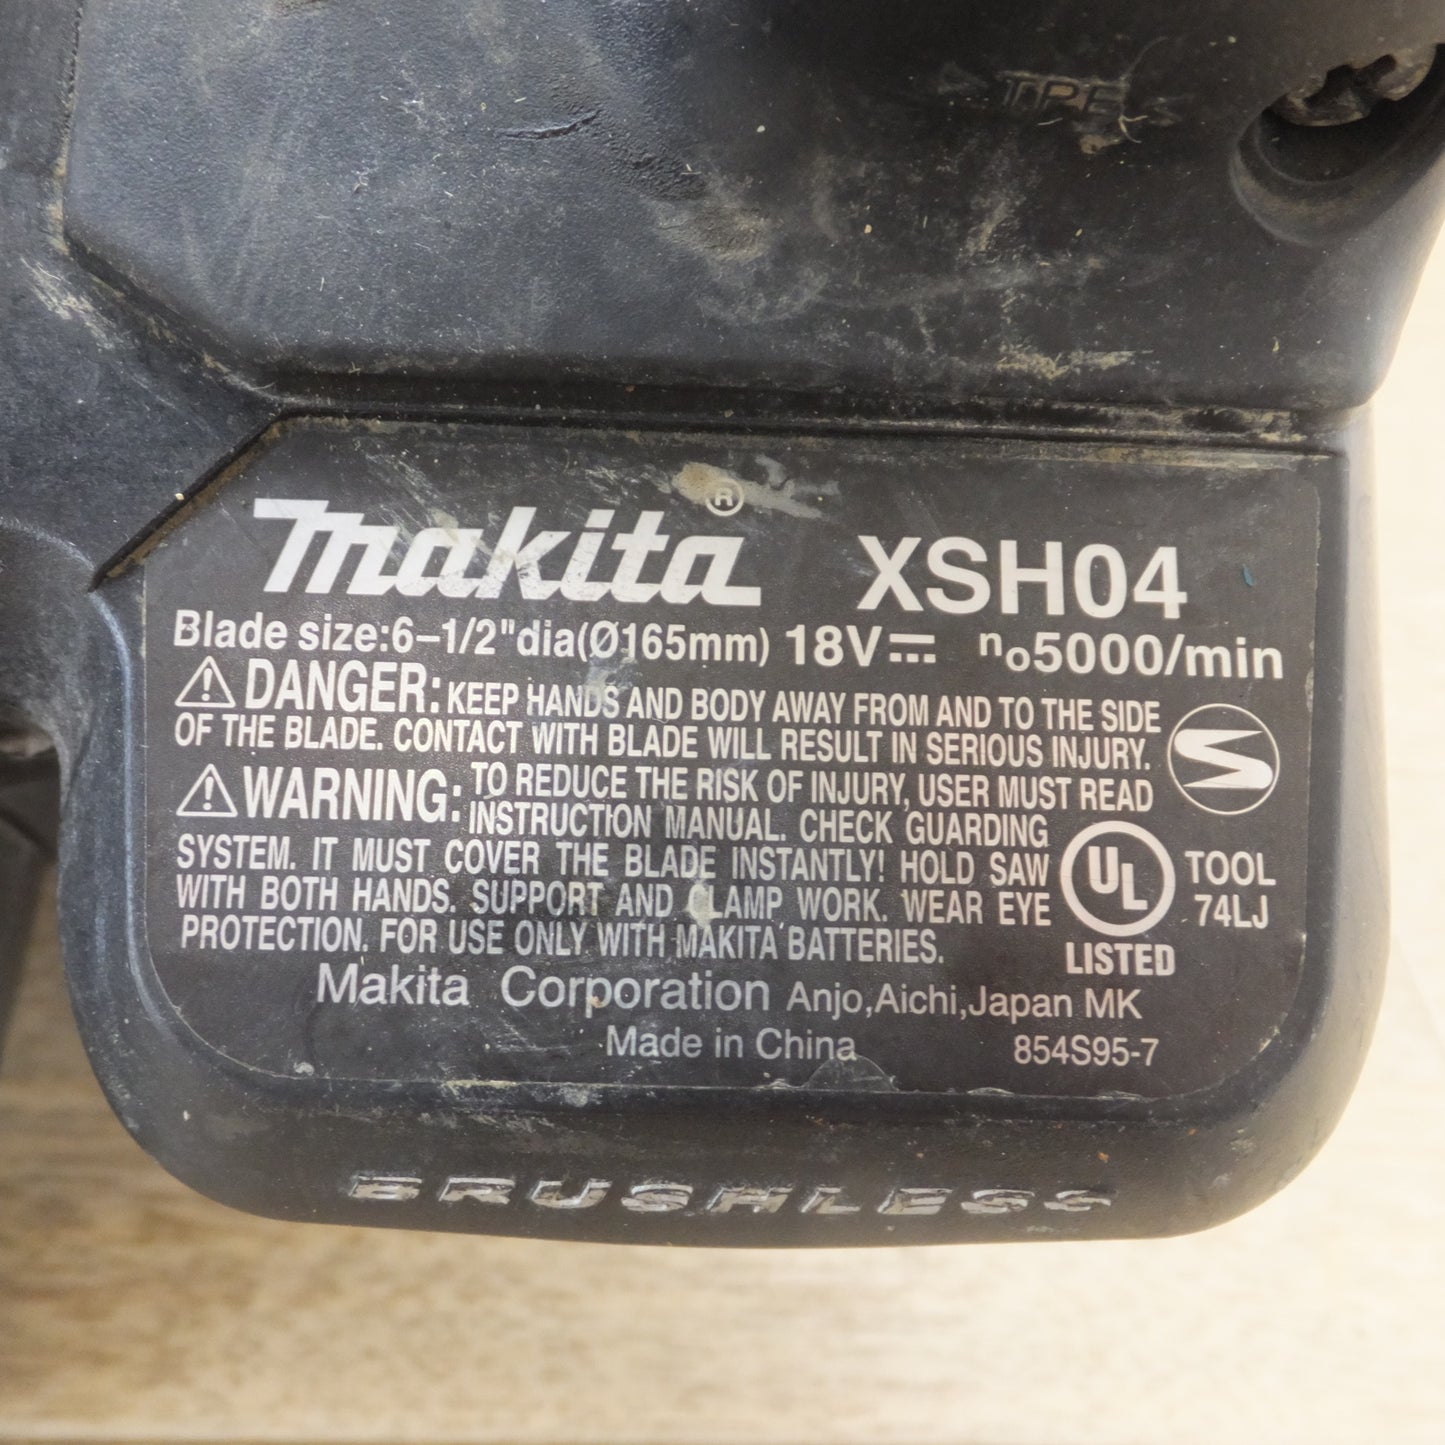 TPE
makita® XSH04
Blade size:6–1/2"dia(Ø165mm) 18V⎓ n₀5000/min
⚠DANGER: KEEP HANDS AND BODY AWAY FROM AND TO THE SIDE
OF THE BLADE. CONTACT WITH BLADE WILL RESULT IN SERIOUS INJURY.
⚠WARNING: TO REDUCE THE RISK OF INJURY, USER MUST READ
INSTRUCTION MANUAL. CHECK GUARDING
SYSTEM. IT MUST COVER THE BLADE INSTANTLY! HOLD SAW
WITH BOTH HANDS. SUPPORT AND CLAMP WORK. WEAR EYE
PROTECTION. FOR USE ONLY WITH MAKITA BATTERIES.
UL
LISTED
TOOL
74LJ
Makita Corporation Anjo,Aichi,Japan MK
Made in China 854S95-7
BRUSHLESS